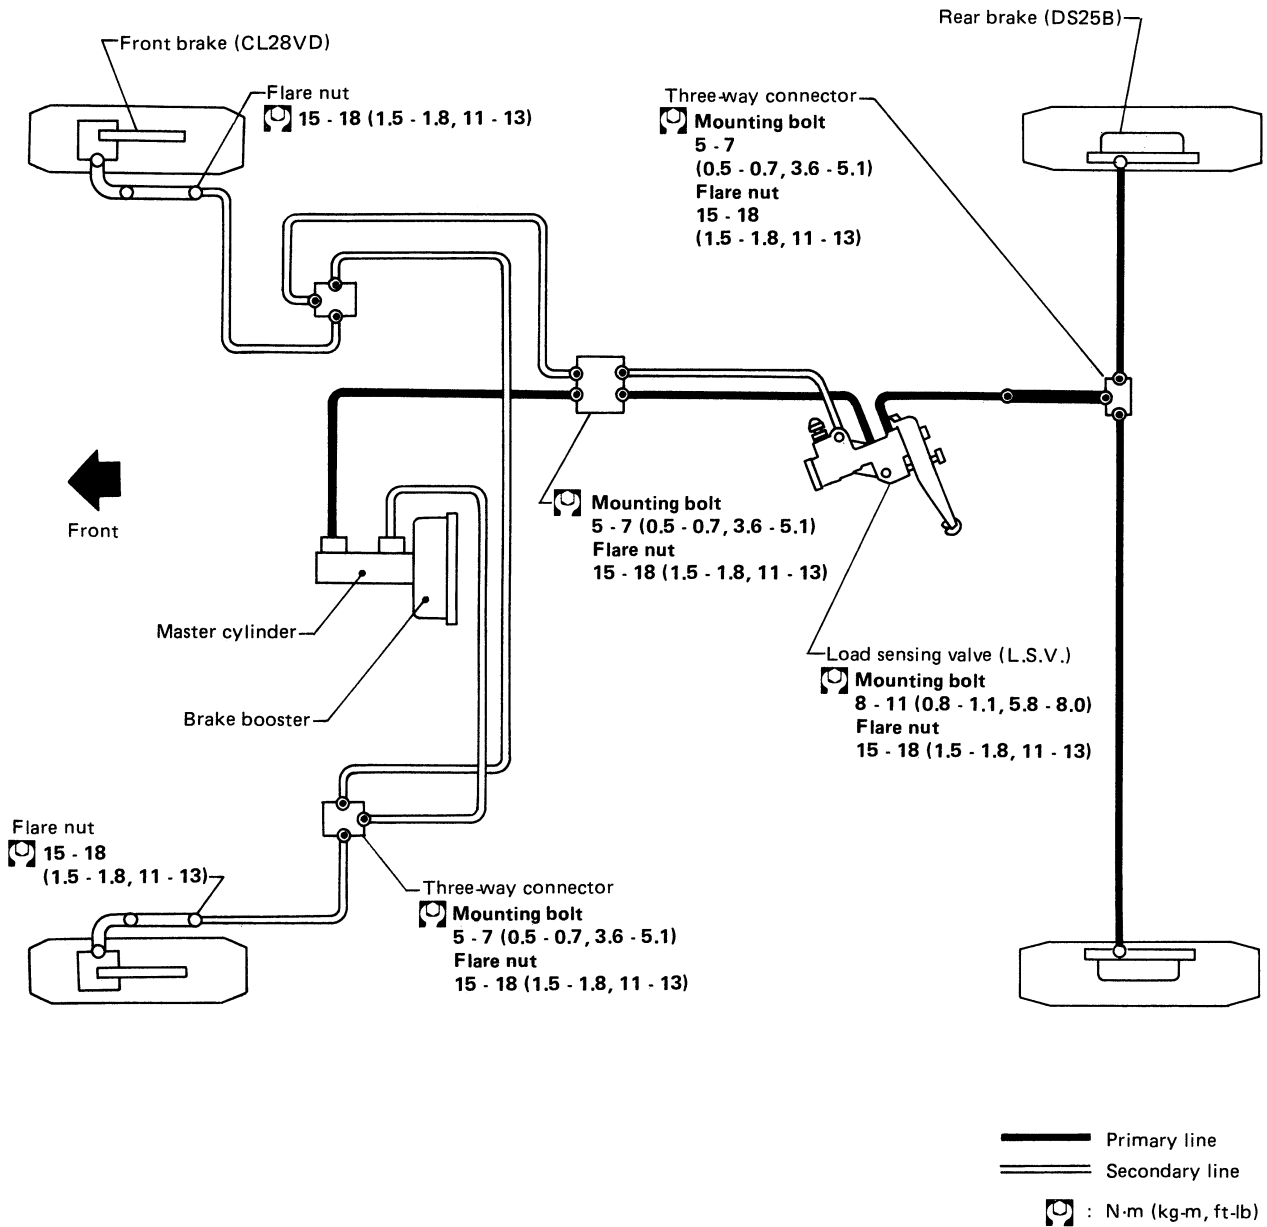 Rear brake (DS25B)
Front brake (CL28VD)
Flare nut
15 - 18 (1.5 - 1.8, 11 - 13)
Three-way connector
Mounting bolt
5 - 7
(0.5 - 0.7, 3.6 - 5.1)
Flare nut
15 - 18
(1.5 - 1.8, 11 - 13)
Front
Mounting bolt
5 - 7 (0.5 - 0.7, 3.6 - 5.1)
Flare nut
15 - 18 (1.5 - 1.8, 11 - 13)
Master cylinder
Brake booster
Load sensing valve (L.S.V.)
Mounting bolt
8 - 11 (0.8 - 1.1, 5.8 - 8.0)
Flare nut
15 - 18 (1.5 - 1.8, 11 - 13)
Flare nut
15 - 18
(1.5 - 1.8, 11 - 13)
Three-way connector
Mounting bolt
5 - 7 (0.5 - 0.7, 3.6 - 5.1)
Flare nut
15 - 18 (1.5 - 1.8, 11 - 13)
Primary line
Secondary line
: N·m (kg-m, ft-lb)